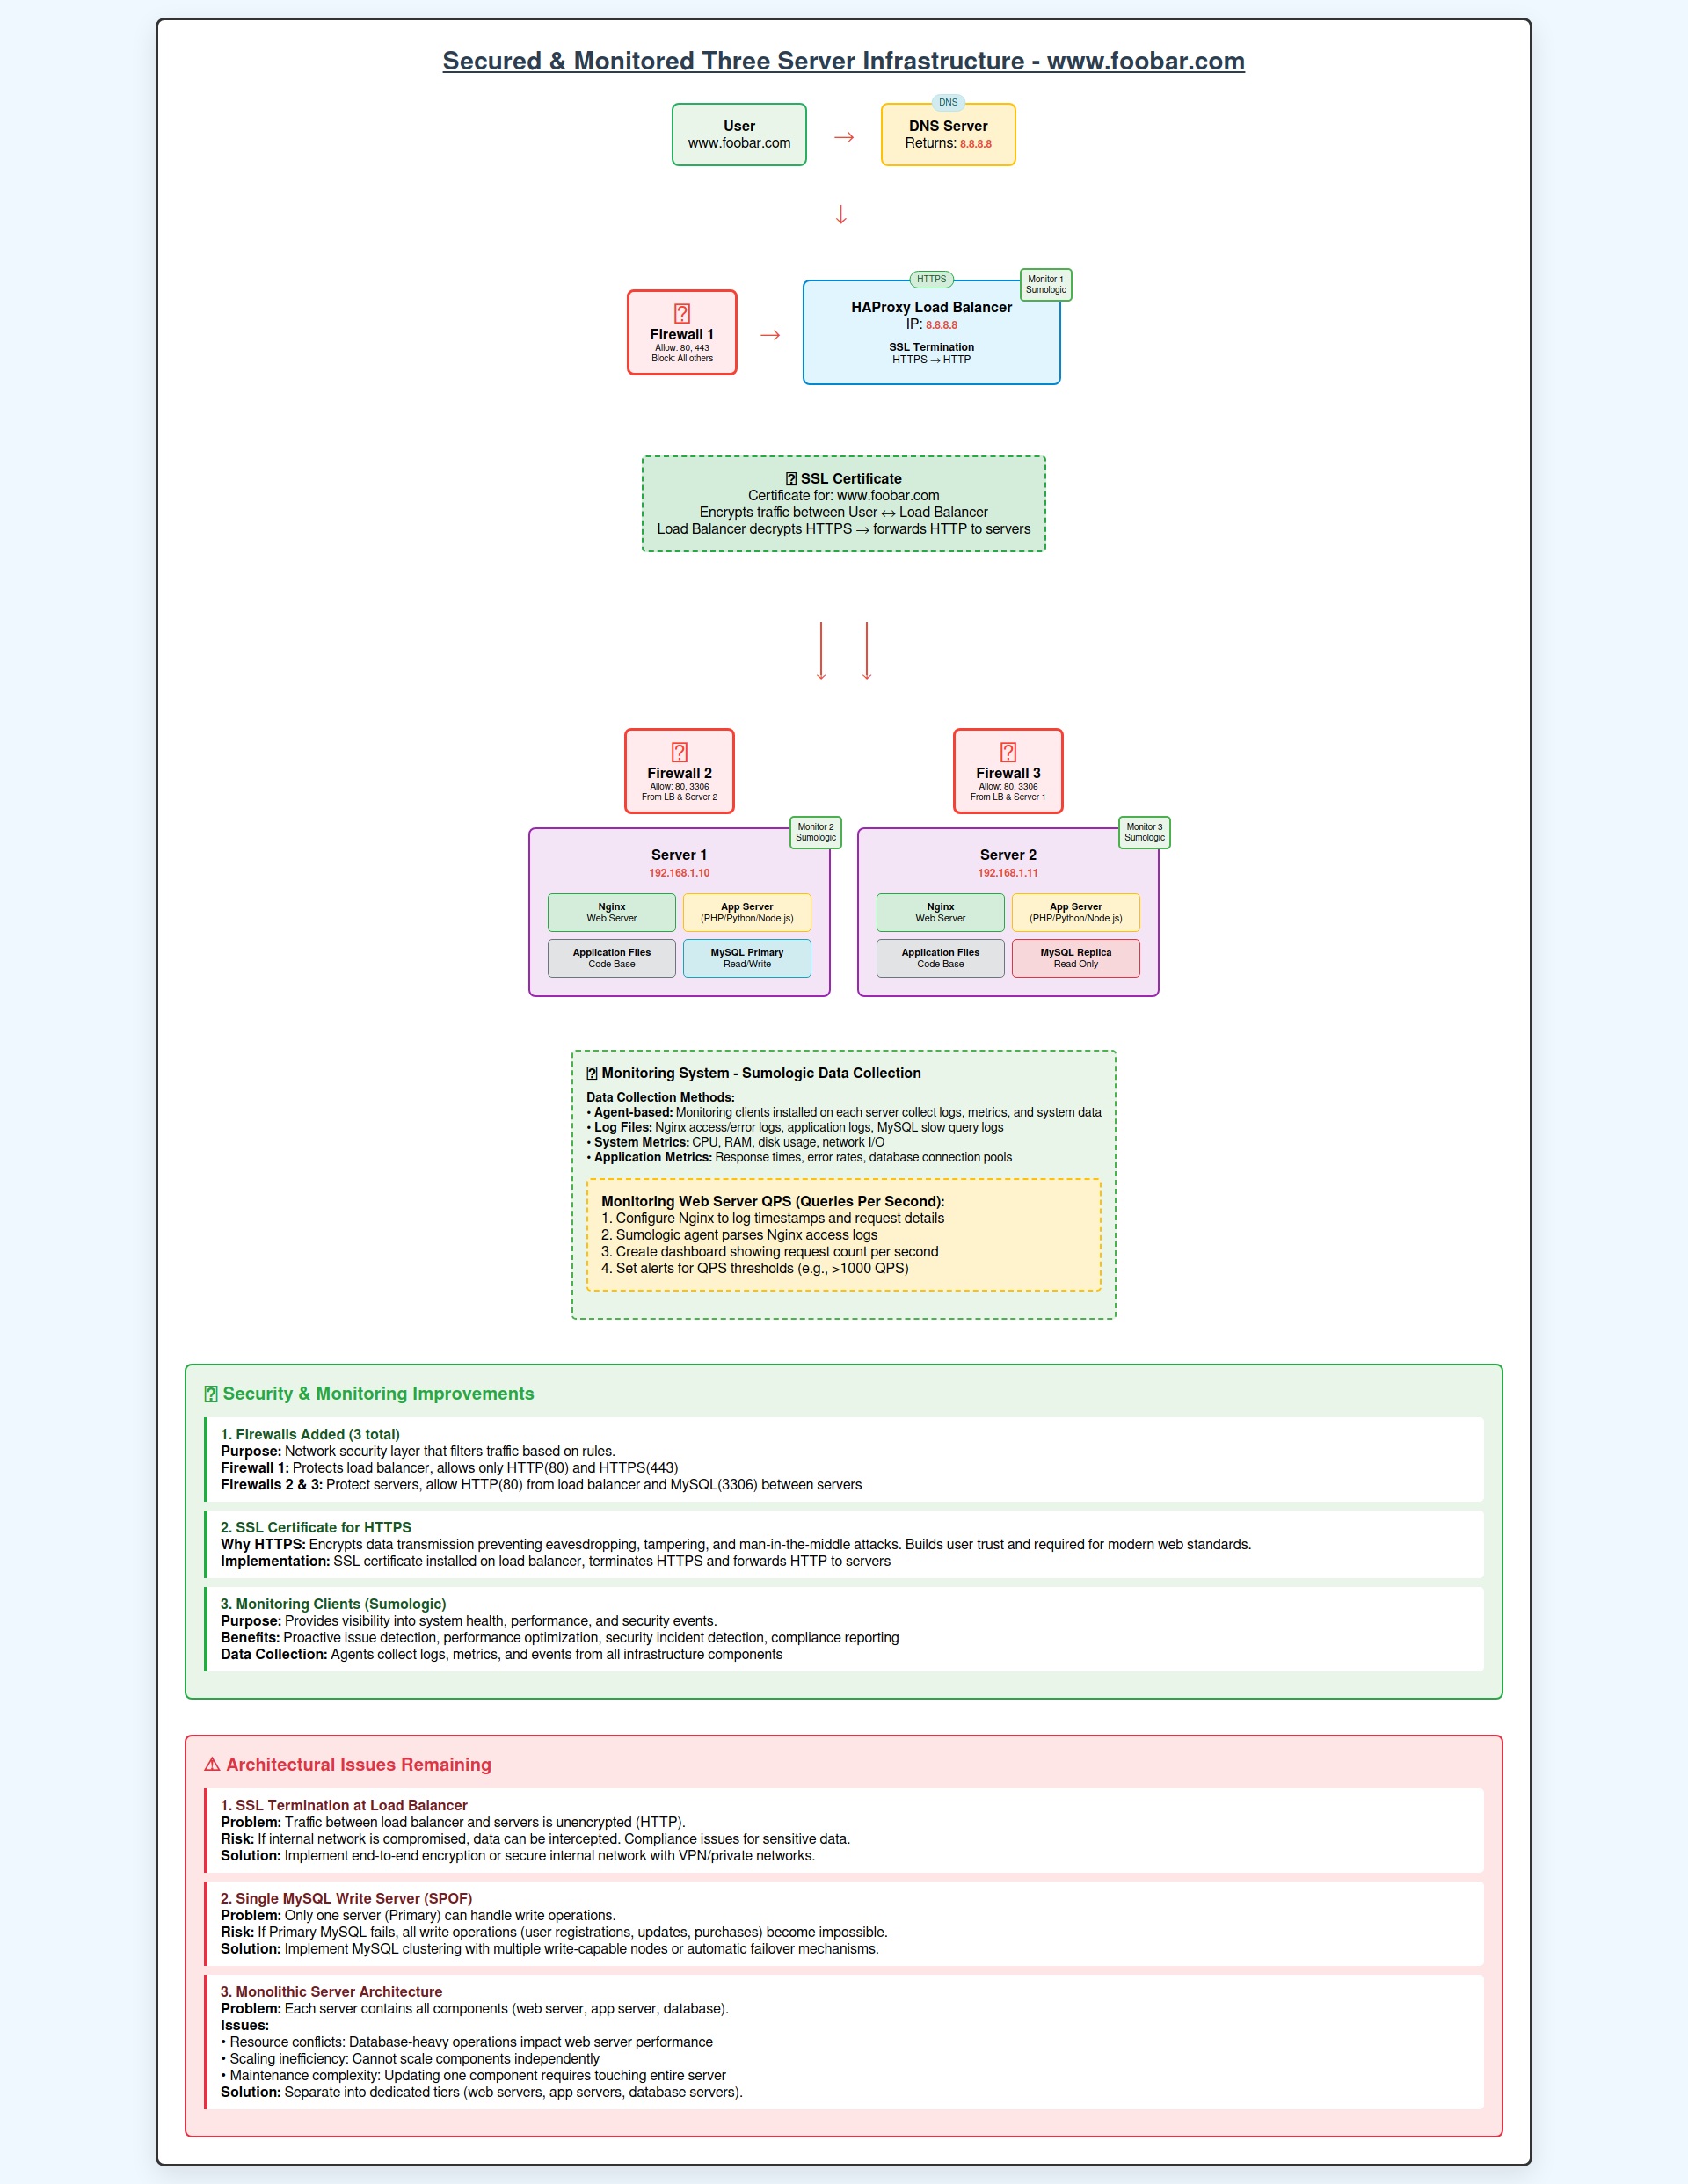 Secured & Monitored Three Server Infrastructure - www.foobar.com
User
www.foobar.com
→
DNS
DNS Server
Returns: 8.8.8.8
↓
Firewall 1
Allow: 80, 443
Block: All others
→
HTTPS
Monitor 1
Sumologic
HAProxy Load Balancer
IP: 8.8.8.8
SSL Termination
HTTPS → HTTP
SSL Certificate
Certificate for: www.foobar.com
Encrypts traffic between User ↔ Load Balancer
Load Balancer decrypts HTTPS → forwards HTTP to servers
Firewall 2
Allow: 80, 3306
From LB & Server 2
Monitor 2
Sumologic
Server 1
192.168.1.10
Nginx
Web Server
App Server
(PHP/Python/Node.js)
Application Files
Code Base
MySQL Primary
Read/Write
Firewall 3
Allow: 80, 3306
From LB & Server 1
Monitor 3
Sumologic
Server 2
192.168.1.11
Nginx
Web Server
App Server
(PHP/Python/Node.js)
Application Files
Code Base
MySQL Replica
Read Only
Monitoring System - Sumologic Data Collection
Data Collection Methods:
• Agent-based: Monitoring clients installed on each server collect logs, metrics, and system data
• Log Files: Nginx access/error logs, application logs, MySQL slow query logs
• System Metrics: CPU, RAM, disk usage, network I/O
• Application Metrics: Response times, error rates, database connection pools
Monitoring Web Server QPS (Queries Per Second):
1. Configure Nginx to log timestamps and request details
2. Sumologic agent parses Nginx access logs
3. Create dashboard showing request count per second
4. Set alerts for QPS thresholds (e.g., >1000 QPS)
Security & Monitoring Improvements
1. Firewalls Added (3 total)
Purpose: Network security layer that filters traffic based on rules.
Firewall 1: Protects load balancer, allows only HTTP(80) and HTTPS(443)
Firewalls 2 & 3: Protect servers, allow HTTP(80) from load balancer and MySQL(3306) between servers
2. SSL Certificate for HTTPS
Why HTTPS: Encrypts data transmission preventing eavesdropping, tampering, and man-in-the-middle attacks. Builds user trust and required for modern web standards.
Implementation: SSL certificate installed on load balancer, terminates HTTPS and forwards HTTP to servers
3. Monitoring Clients (Sumologic)
Purpose: Provides visibility into system health, performance, and security events.
Benefits: Proactive issue detection, performance optimization, security incident detection, compliance reporting
Data Collection: Agents collect logs, metrics, and events from all infrastructure components
⚠ Architectural Issues Remaining
1. SSL Termination at Load Balancer
Problem: Traffic between load balancer and servers is unencrypted (HTTP).
Risk: If internal network is compromised, data can be intercepted. Compliance issues for sensitive data.
Solution: Implement end-to-end encryption or secure internal network with VPN/private networks.
2. Single MySQL Write Server (SPOF)
Problem: Only one server (Primary) can handle write operations.
Risk: If Primary MySQL fails, all write operations (user registrations, updates, purchases) become impossible.
Solution: Implement MySQL clustering with multiple write-capable nodes or automatic failover mechanisms.
3. Monolithic Server Architecture
Problem: Each server contains all components (web server, app server, database).
Issues:
• Resource conflicts: Database-heavy operations impact web server performance
• Scaling inefficiency: Cannot scale components independently
• Maintenance complexity: Updating one component requires touching entire server
Solution: Separate into dedicated tiers (web servers, app servers, database servers).